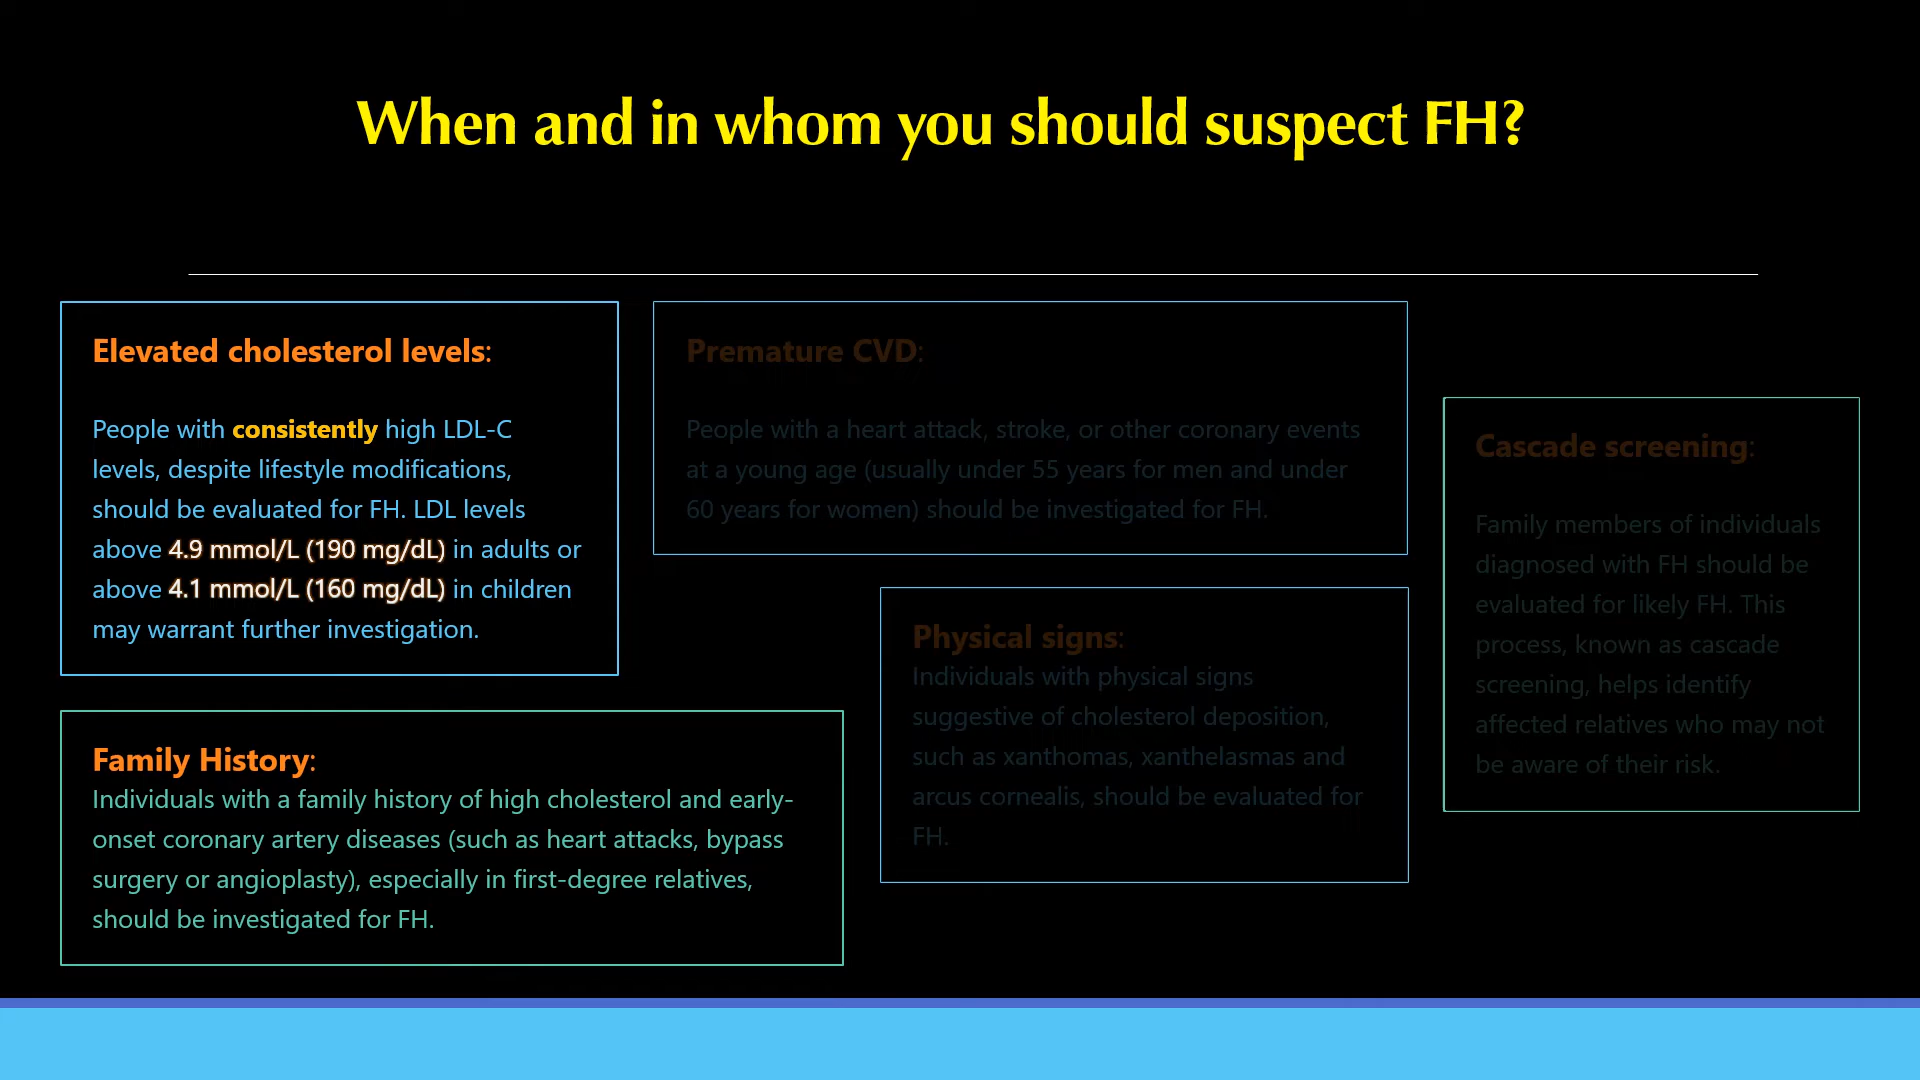 When and in whom you should suspect FH?
Elevated cholesterol levels:
People with consistently high LDL-C
levels, despite lifestyle modifications,
should be evaluated for FH. LDL levels
above 4.9 mmol/L (190 mg/dL) in adults or
above 4.1 mmol/L (160 mg/dL) in children
may warrant further investigation.
Family History:
Individuals with a family history of high cholesterol and early-
onset coronary artery diseases (such as heart attacks, bypass
surgery or angioplasty), especially in first-degree relatives,
should be investigated for FH.
Premature CVD:
People with a heart attack, stroke, or other coronary events
at a young age (usually under 55 years for men and under
60 years for women) should be investigated for FH.
Physical signs:
Individuals with physical signs
suggestive of cholesterol deposition,
such as xanthomas, xanthelasmas and
arcus cornealis, should be evaluated for
FH.
Cascade screening:
Family members of individuals
diagnosed with FH should be
evaluated for likely FH. This
process, known as cascade
screening, helps identify
affected relatives who may not
be aware of their risk.